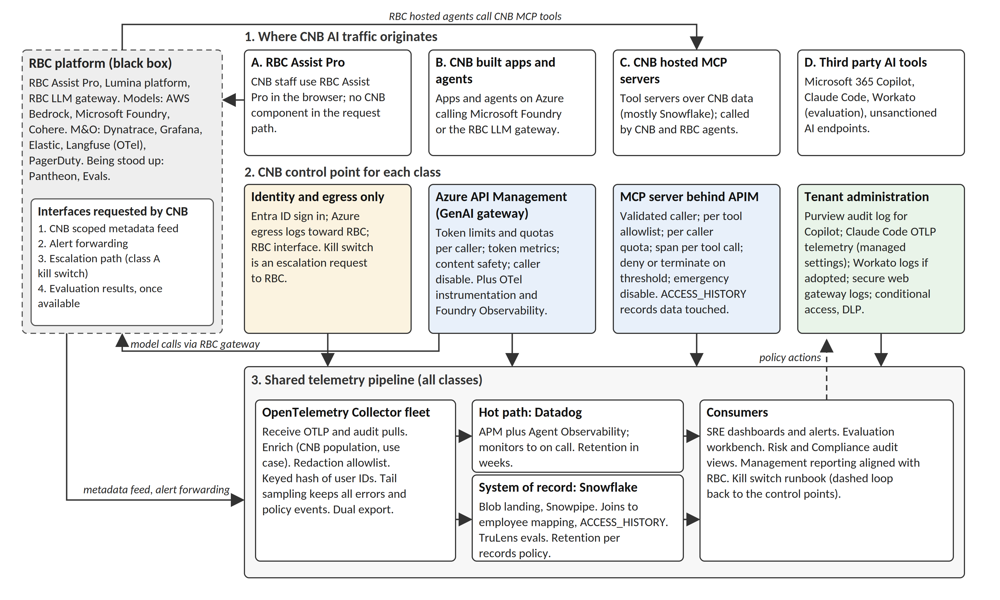 RBC hosted agents call CNB MCP tools
1. Where CNB AI traffic originates
RBC platform (black box)
RBC Assist Pro, Lumina platform,
RBC LLM gateway. Models: AWS
Bedrock, Microsoft Foundry,
Cohere. M&O: Dynatrace, Grafana,
Elastic, Langfuse (OTel),
PagerDuty. Being stood up:
Pantheon, Evals.
Interfaces requested by CNB
1. CNB scoped metadata feed
2. Alert forwarding
3. Escalation path (class A
kill switch)
4. Evaluation results, once
available
A. RBC Assist Pro
CNB staff use RBC Assist
Pro in the browser; no CNB
component in the request
path.
B. CNB built apps and
agents
Apps and agents on Azure
calling Microsoft Foundry
or the RBC LLM gateway.
C. CNB hosted MCP
servers
Tool servers over CNB data
(mostly Snowflake); called
by CNB and RBC agents.
D. Third party AI tools
Microsoft 365 Copilot,
Claude Code, Workato
(evaluation), unsanctioned
AI endpoints.
2. CNB control point for each class
Identity and egress only
Entra ID sign in; Azure
egress logs toward RBC;
RBC interface. Kill switch
is an escalation request
to RBC.
Azure API Management
(GenAI gateway)
Token limits and quotas
per caller; token metrics;
content safety; caller
disable. Plus OTel
instrumentation and
Foundry Observability.
MCP server behind APIM
Validated caller; per tool
allowlist; per caller
quota; span per tool call;
deny or terminate on
threshold; emergency
disable. ACCESS_HISTORY
records data touched.
Tenant administration
Purview audit log for
Copilot; Claude Code OTLP
telemetry (managed
settings); Workato logs if
adopted; secure web
gateway logs; conditional
access, DLP.
model calls via RBC gateway
policy actions
metadata feed, alert forwarding
3. Shared telemetry pipeline (all classes)
OpenTelemetry Collector fleet
Receive OTLP and audit pulls.
Enrich (CNB population, use
case). Redaction allowlist.
Keyed hash of user IDs. Tail
sampling keeps all errors and
policy events. Dual export.
Hot path: Datadog
APM plus Agent Observability;
monitors to on call. Retention in
weeks.
System of record: Snowflake
Blob landing, Snowpipe. Joins to
employee mapping, ACCESS_HISTORY.
TruLens evals. Retention per
records policy.
Consumers
SRE dashboards and alerts. Evaluation
workbench. Risk and Compliance audit
views. Management reporting aligned with
RBC. Kill switch runbook (dashed loop
back to the control points).